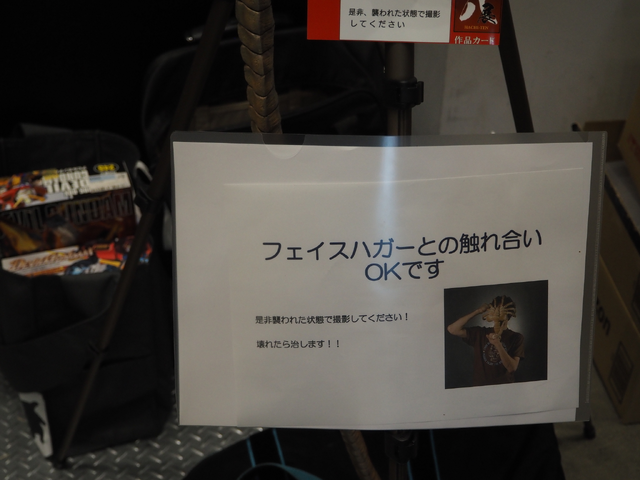 是非、襲われた状態で撮影
してください
作品カー
フェイスハガーとの触れ合い
OKです
是非襲われた状態で撮影してください！
壊れたら治します！！